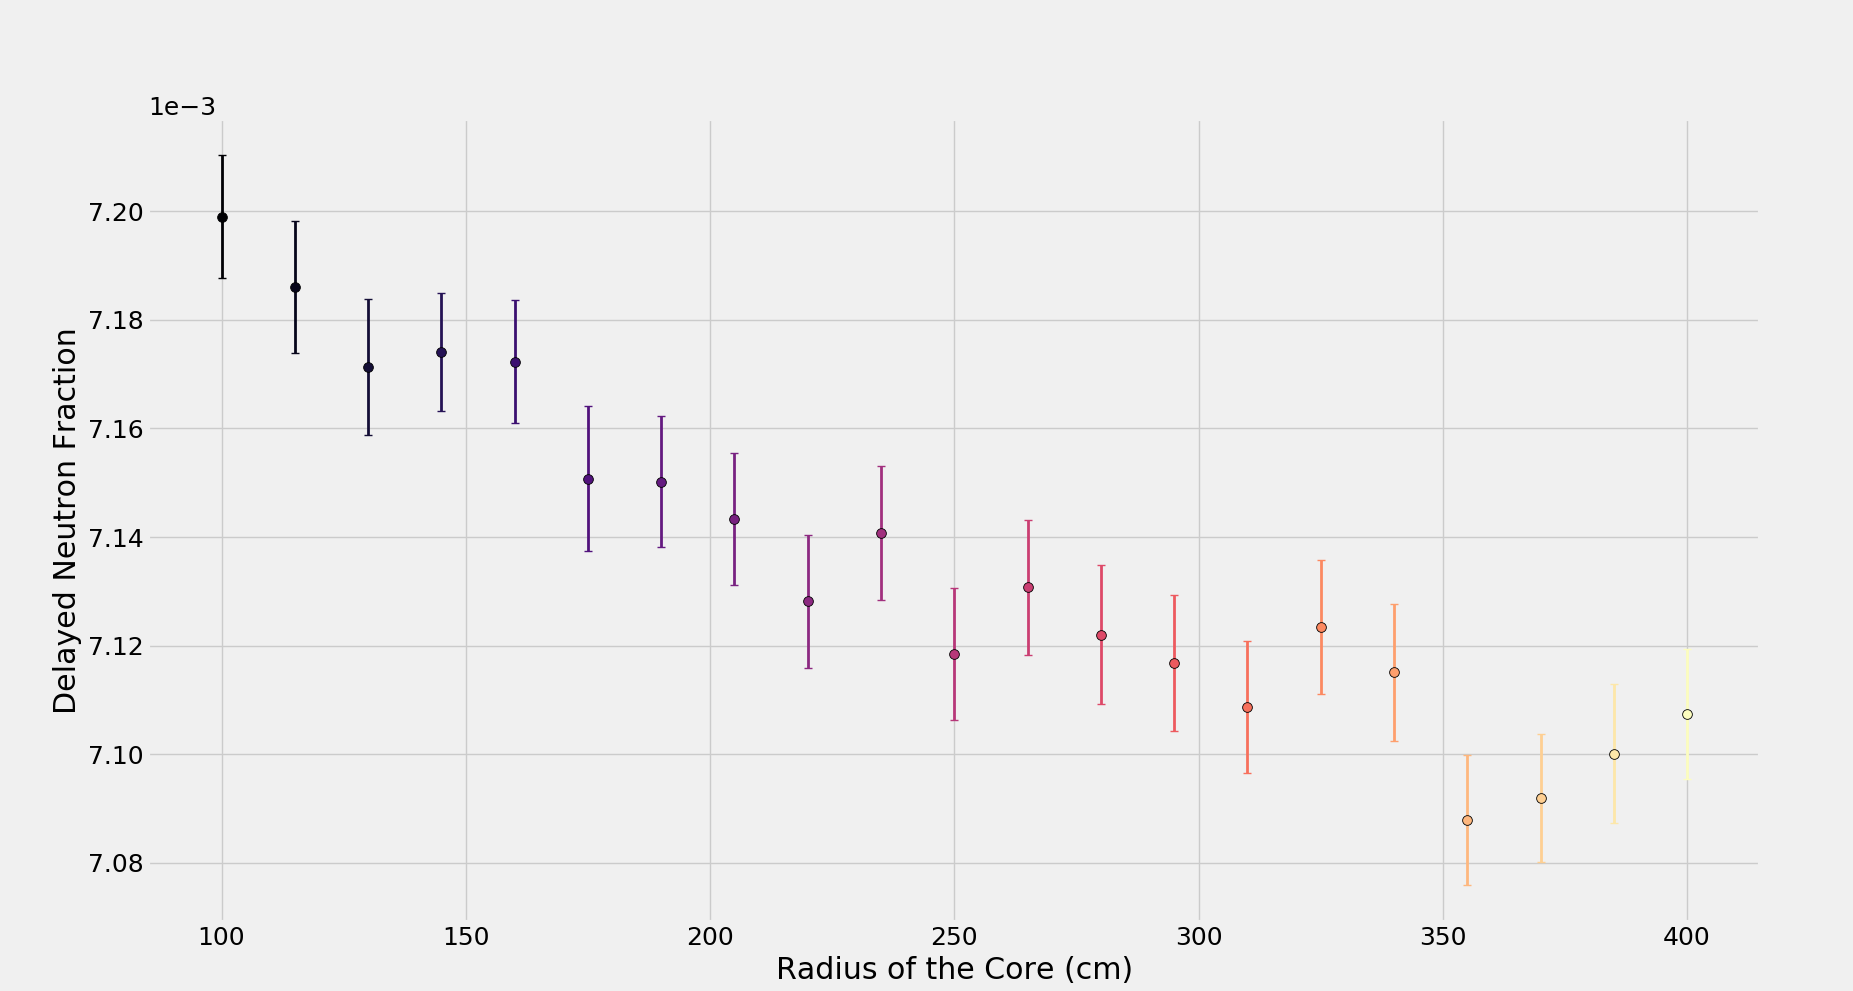 1e−3
7.20
7.18
7.16
7.14
7.12
7.10
7.08
Delayed Neutron Fraction
100 150 200 250 300 350 400
Radius of the Core (cm)